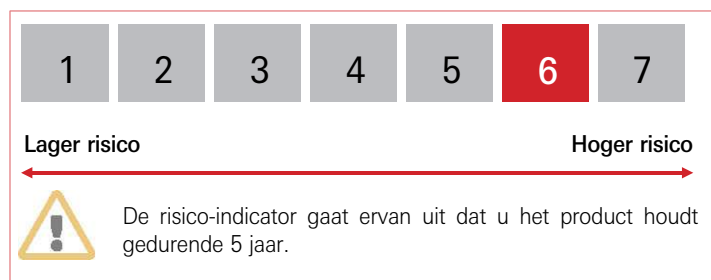 1 2 3 4 5 6 7
Lager risico Hoger risico
De risico-indicator gaat ervan uit dat u het product houdt
gedurende 5 jaar.